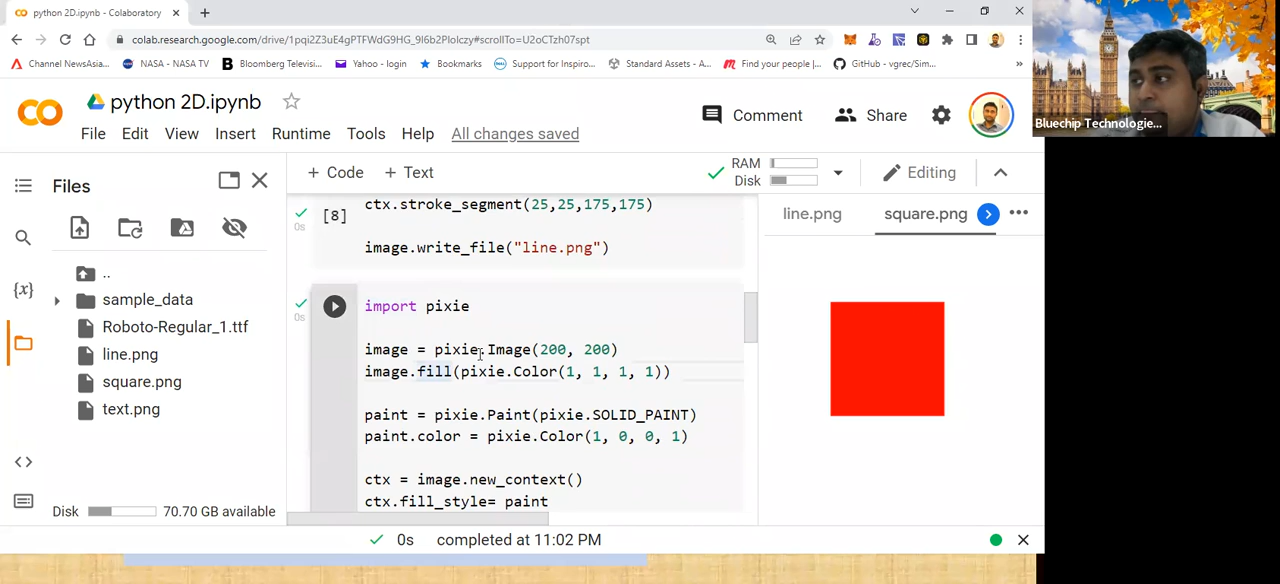 python 2D.ipynb - Colaboratory
colab.research.google.com/drive/1pqi2Z3uE4gPTFWdG9HG_9I6b2PIolczy#scrollTo=U2oCTzh07spt
Channel NewsAsia...
NASA - NASA TV
Bloomberg Televisi...
Yahoo - login
Bookmarks
Support for Inspiro...
Standard Assets - A...
Find your people |...
GitHub - vgrec/Sim...
»
Bluechip Technologie...
python 2D.ipynb
File Edit View Insert Runtime Tools Help All changes saved
Comment
Share
Files
+ Code + Text
RAM
Disk
Editing
..
sample_data
Roboto-Regular_1.ttf
line.png
square.png
text.png
Disk 70.70 GB available
{x}
[8]
0s
ctx.stroke_segment(25,25,175,175)
image.write_file("line.png")
0s
import pixie
image = pixie.Image(200, 200)
image.fill(pixie.Color(1, 1, 1, 1))
paint = pixie.Paint(pixie.SOLID_PAINT)
paint.color = pixie.Color(1, 0, 0, 1)
ctx = image.new_context()
ctx.fill_style= paint
line.png
square.png
0s completed at 11:02 PM